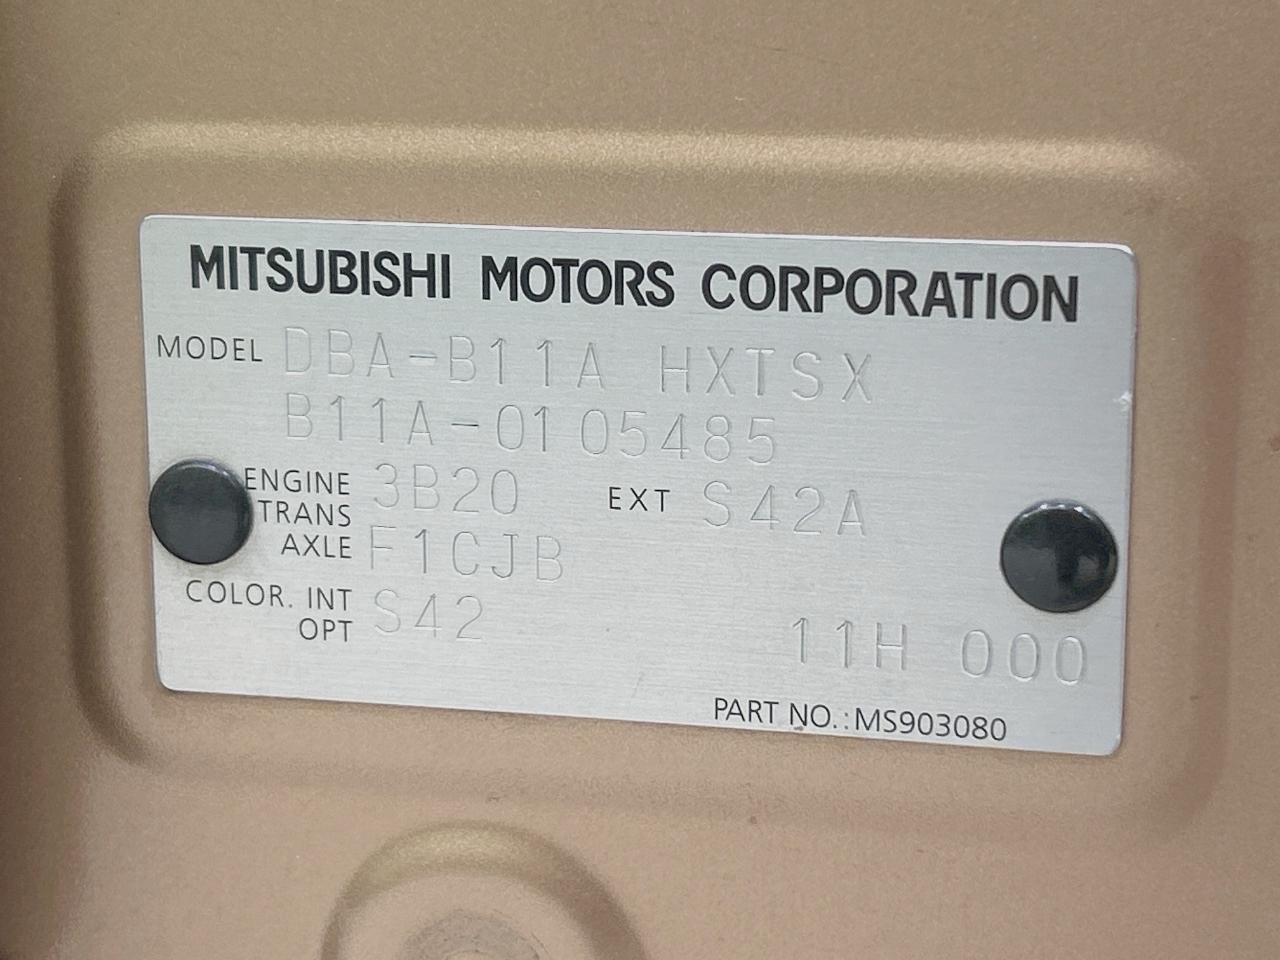 MITSUBISHI MOTORS CORPORATION
MODEL DBA-B11A HXTSX
B11A-0105485
ENGINE 3B20 EXT S42A
TRANS
AXLE F1CJB
COLOR. INT S42
OPT 11H 000
PART NO.:MS903080